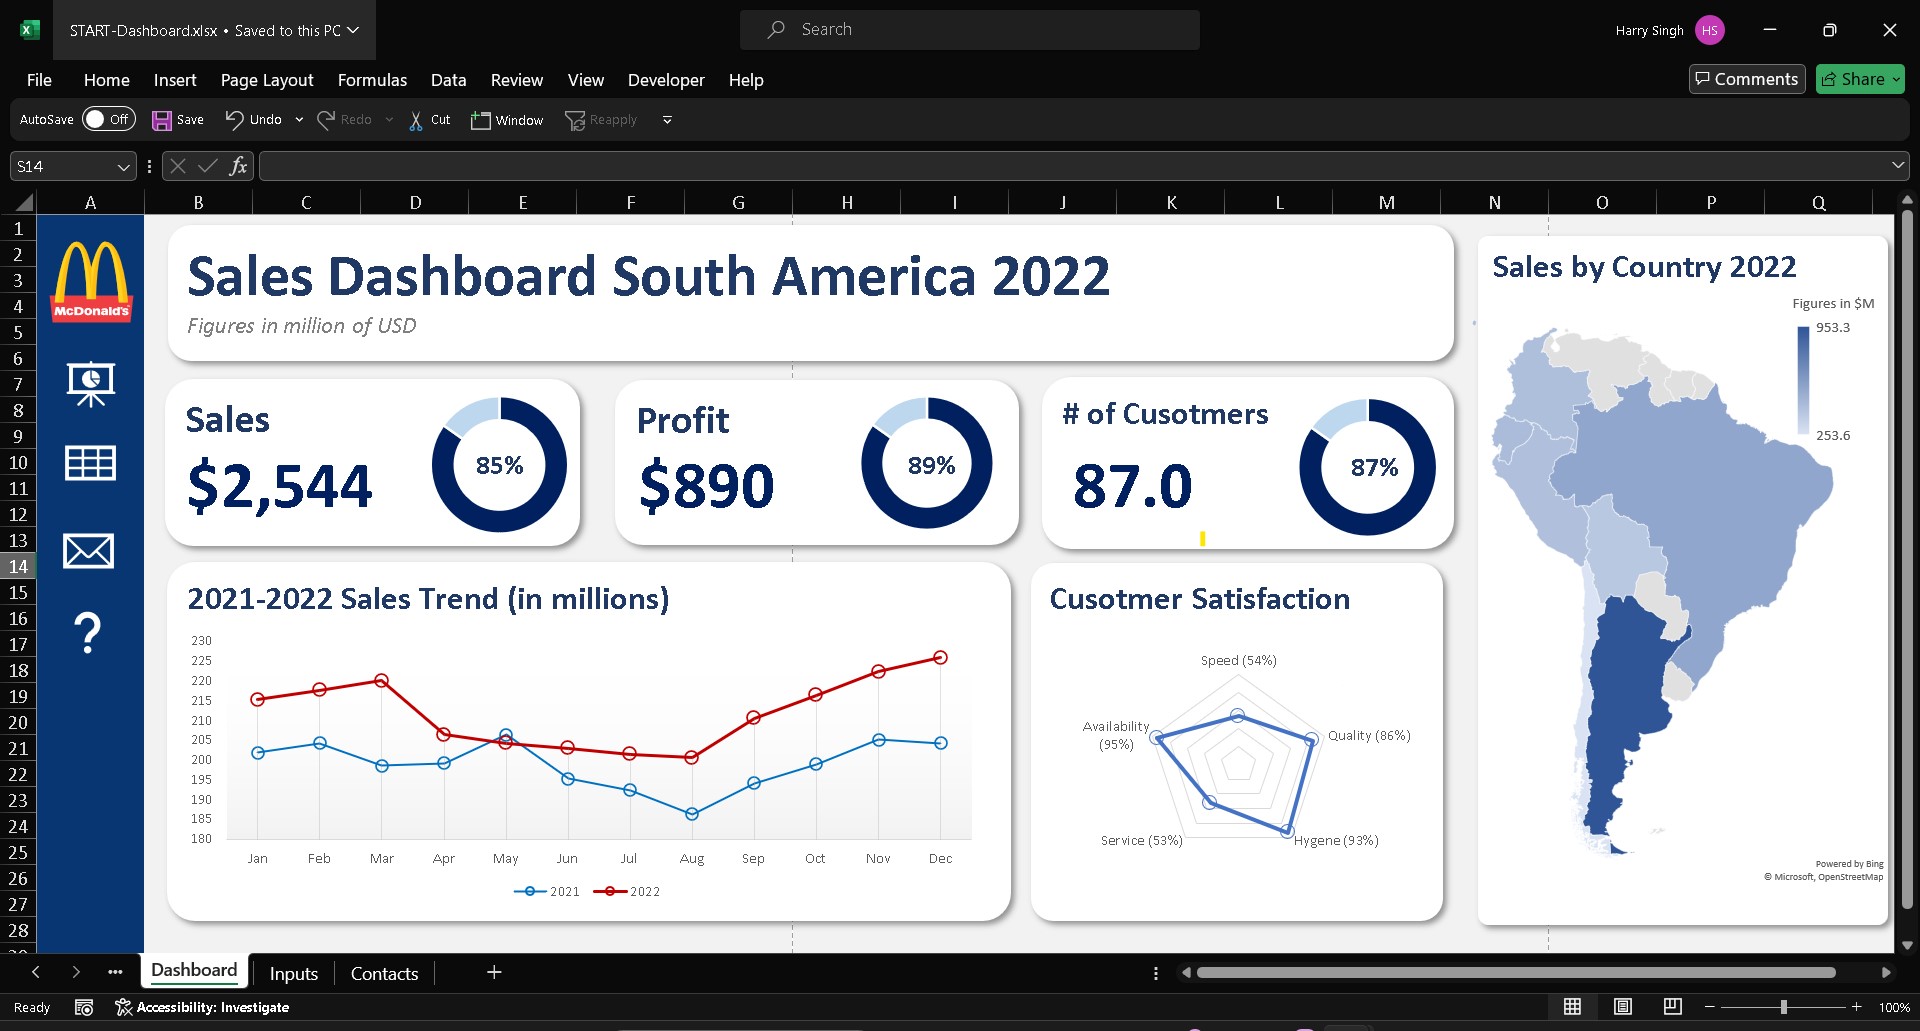 START-Dashboard.xlsx • Saved to this PC
Search
Harry Singh
HS
File Home Insert Page Layout Formulas Data Review View Developer Help
Comments
Share
AutoSave Off Save Undo Redo Cut Window Reapply
S14
fx
A B C D E F G H I J K L M N O P Q
1
2
3
4
5
6
7
8
9
10
11
12
13
14
15
16
17
18
19
20
21
22
23
24
25
26
27
28
McDonald's
?
Sales Dashboard South America 2022
Figures in million of USD
Sales
$2,544
85%
Profit
$890
89%
# of Cusotmers
87.0
87%
2021-2022 Sales Trend (in millions)
230
225
220
215
210
205
200
195
190
185
180
Jan Feb Mar Apr May Jun Jul Aug Sep Oct Nov Dec
2021 2022
Cusotmer Satisfaction
Speed (54%)
Availability
(95%)
Quality (86%)
Service (53%)
Hygene (93%)
Sales by Country 2022
Figures in $M
953.3
253.6
Powered by Bing
© Microsoft, OpenStreetMap
Dashboard Inputs Contacts
Ready
Accessibility: Investigate
100%